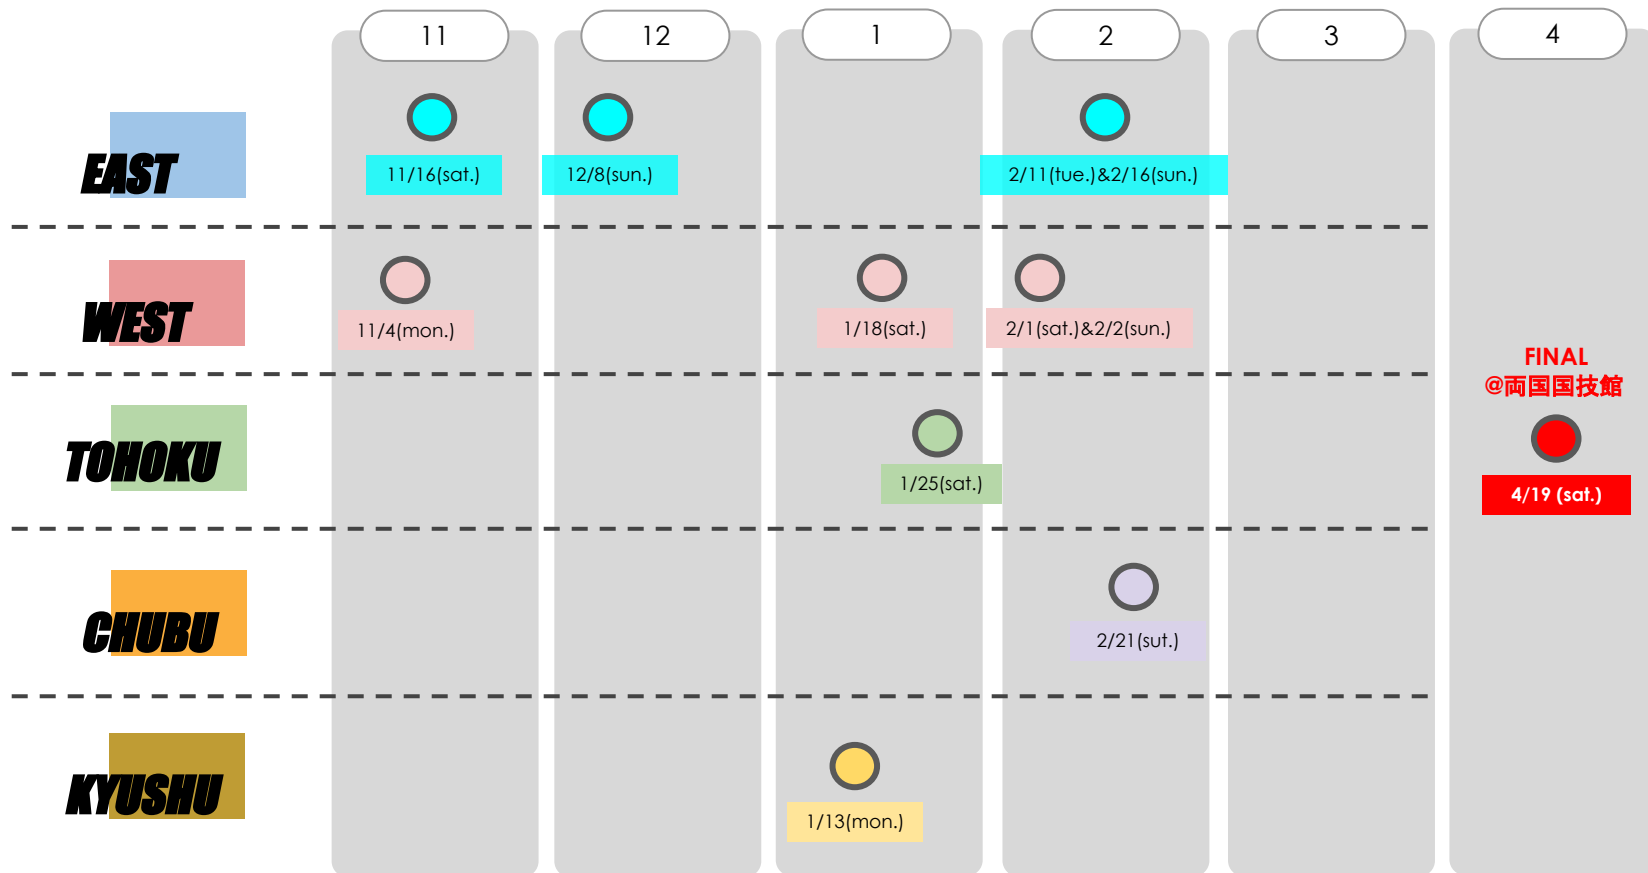 11
12
1
2
3
4
EAST
11/16(sat.)
12/8(sun.)
2/11(tue.)&2/16(sun.)
WEST
11/4(mon.)
1/18(sat.)
2/1(sat.)&2/2(sun.)
FINAL
@両国国技館
TOHOKU
1/25(sat.)
4/19 (sat.)
CHUBU
2/21(sut.)
KYUSHU
1/13(mon.)